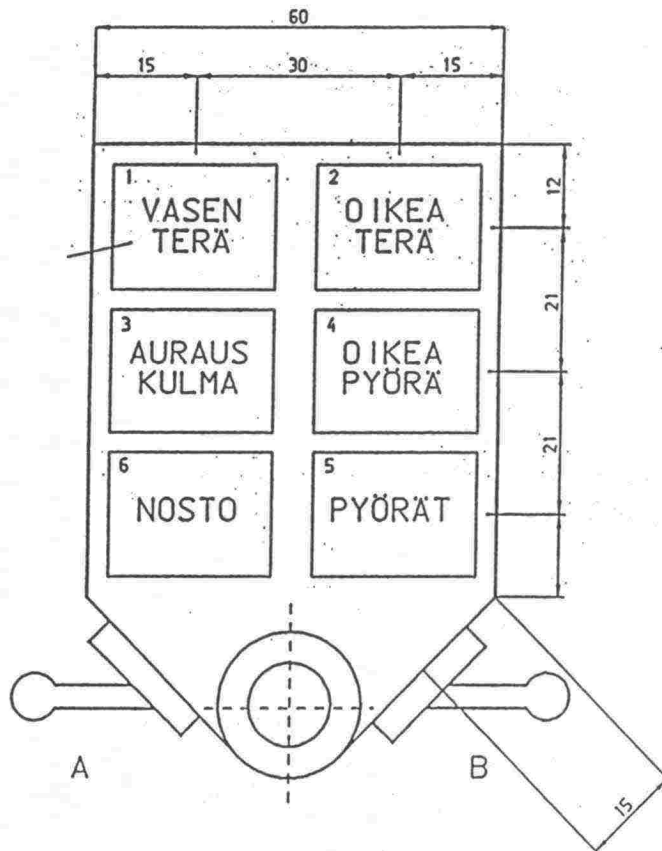 60
15 30 15
1 VASEN TERÄ
2 OIKEA TERÄ
12
21
3 AURAUS KULMA
4 OIKEA PYÖRÄ
21
6 NOSTO
5 PYÖRÄT
A
B
15